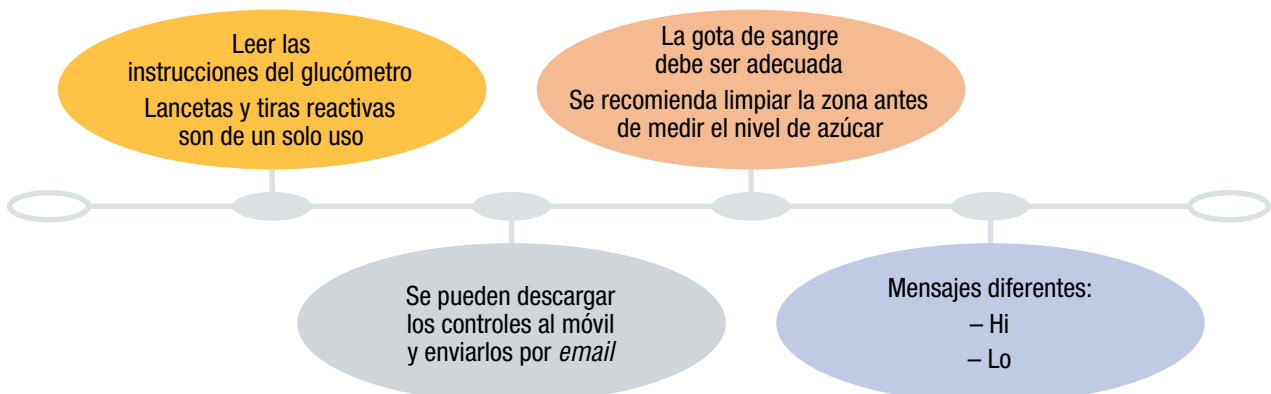 Leer las
instrucciones del glucómetro
Lancetas y tiras reactivas
son de un solo uso
Se pueden descargar
los controles al móvil
y enviarlos por email
La gota de sangre
debe ser adecuada
Se recomienda limpiar la zona antes
de medir el nivel de azúcar
Mensajes diferentes:
– Hi
– Lo